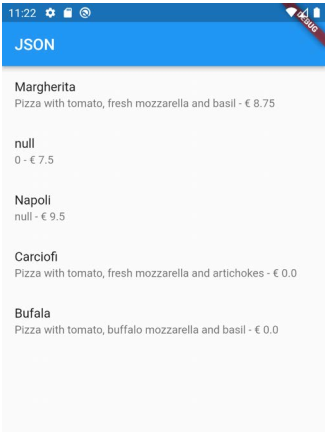 11:22
DEBUG
JSON
Margherita
Pizza with tomato, fresh mozzarella and basil - € 8.75
null
0 - € 7.5
Napoli
null - € 9.5
Carciofi
Pizza with tomato, fresh mozzarella and artichokes - € 0.0
Bufala
Pizza with tomato, buffalo mozzarella and basil - € 0.0